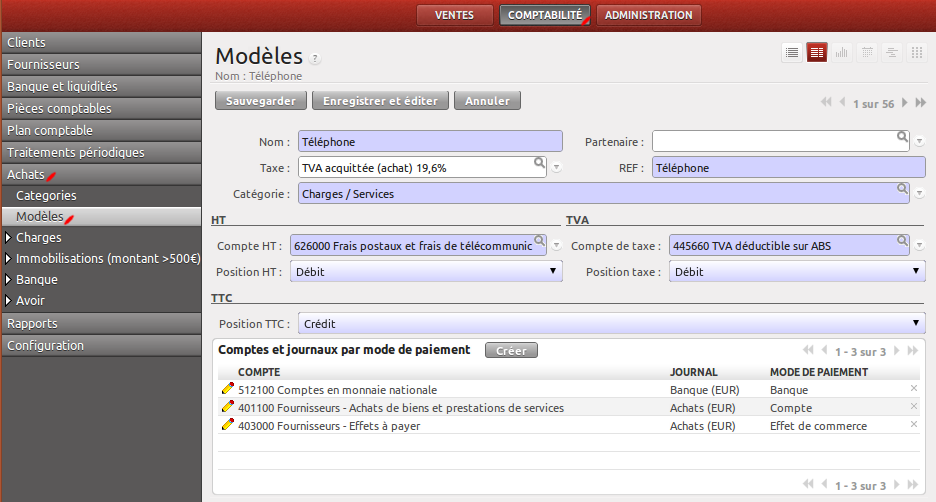 VENTES COMPTABILITÉ ADMINISTRATION
Clients
Fournisseurs
Banque et liquidités
Pièces comptables
Plan comptable
Traitements périodiques
Achats
Categories
Modèles
Charges
Immobilisations (montant >500€)
Banque
Avoir
Rapports
Configuration
Modèles ?
Nom : Téléphone
Sauvegarder Enregistrer et éditer Annuler 1 sur 56
Nom : Téléphone Partenaire :
Taxe : TVA acquittée (achat) 19,6% REF : Téléphone
Catégorie : Charges / Services
HT TVA
Compte HT : 626000 Frais postaux et frais de télécommunic Compte de taxe : 445660 TVA déductible sur ABS
Position HT : Débit Position taxe : Débit
TTC
Position TTC : Crédit
Comptes et journaux par mode de paiement Créer 1 - 3 sur 3
COMPTE JOURNAL MODE DE PAIEMENT
512100 Comptes en monnaie nationale Banque (EUR) Banque
401100 Fournisseurs - Achats de biens et prestations de services Achats (EUR) Compte
403000 Fournisseurs - Effets à payer Achats (EUR) Effet de commerce
1 - 3 sur 3